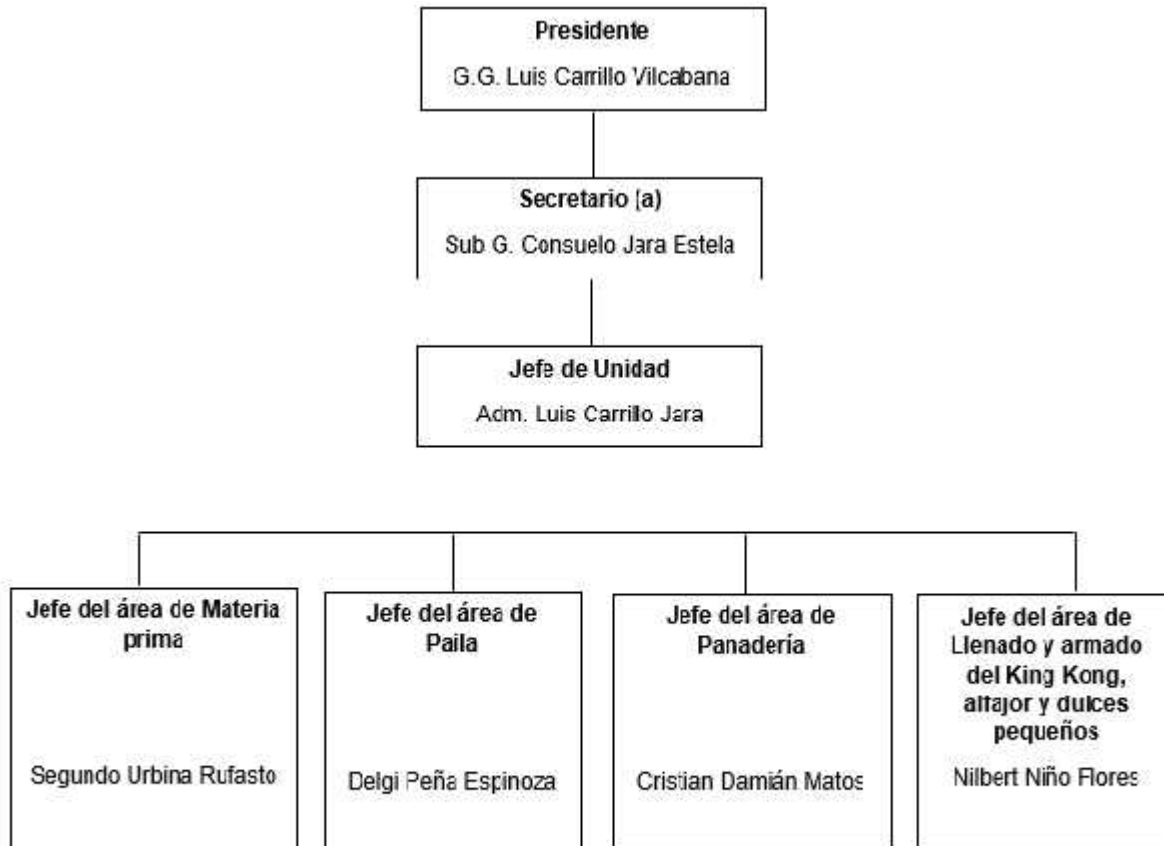 Presidente
G.G. Luis Carrillo Vilcabana
Secretario (a)
Sub G. Consuelo Jara Estela
Jefe de Unidad
Adm. Luis Carrillo Jara
Jefe del área de Materia
prima
Segundo Urbina Rufasto
Jefe del área de
Paila
Delgi Peña Espinoza
Jefe del área de
Panadería
Cristian Damián Matos
Jefe del área de
Llenado y armado
del King Kong,
alfajor y dulces
pequeños
Nilbert Niño Flores